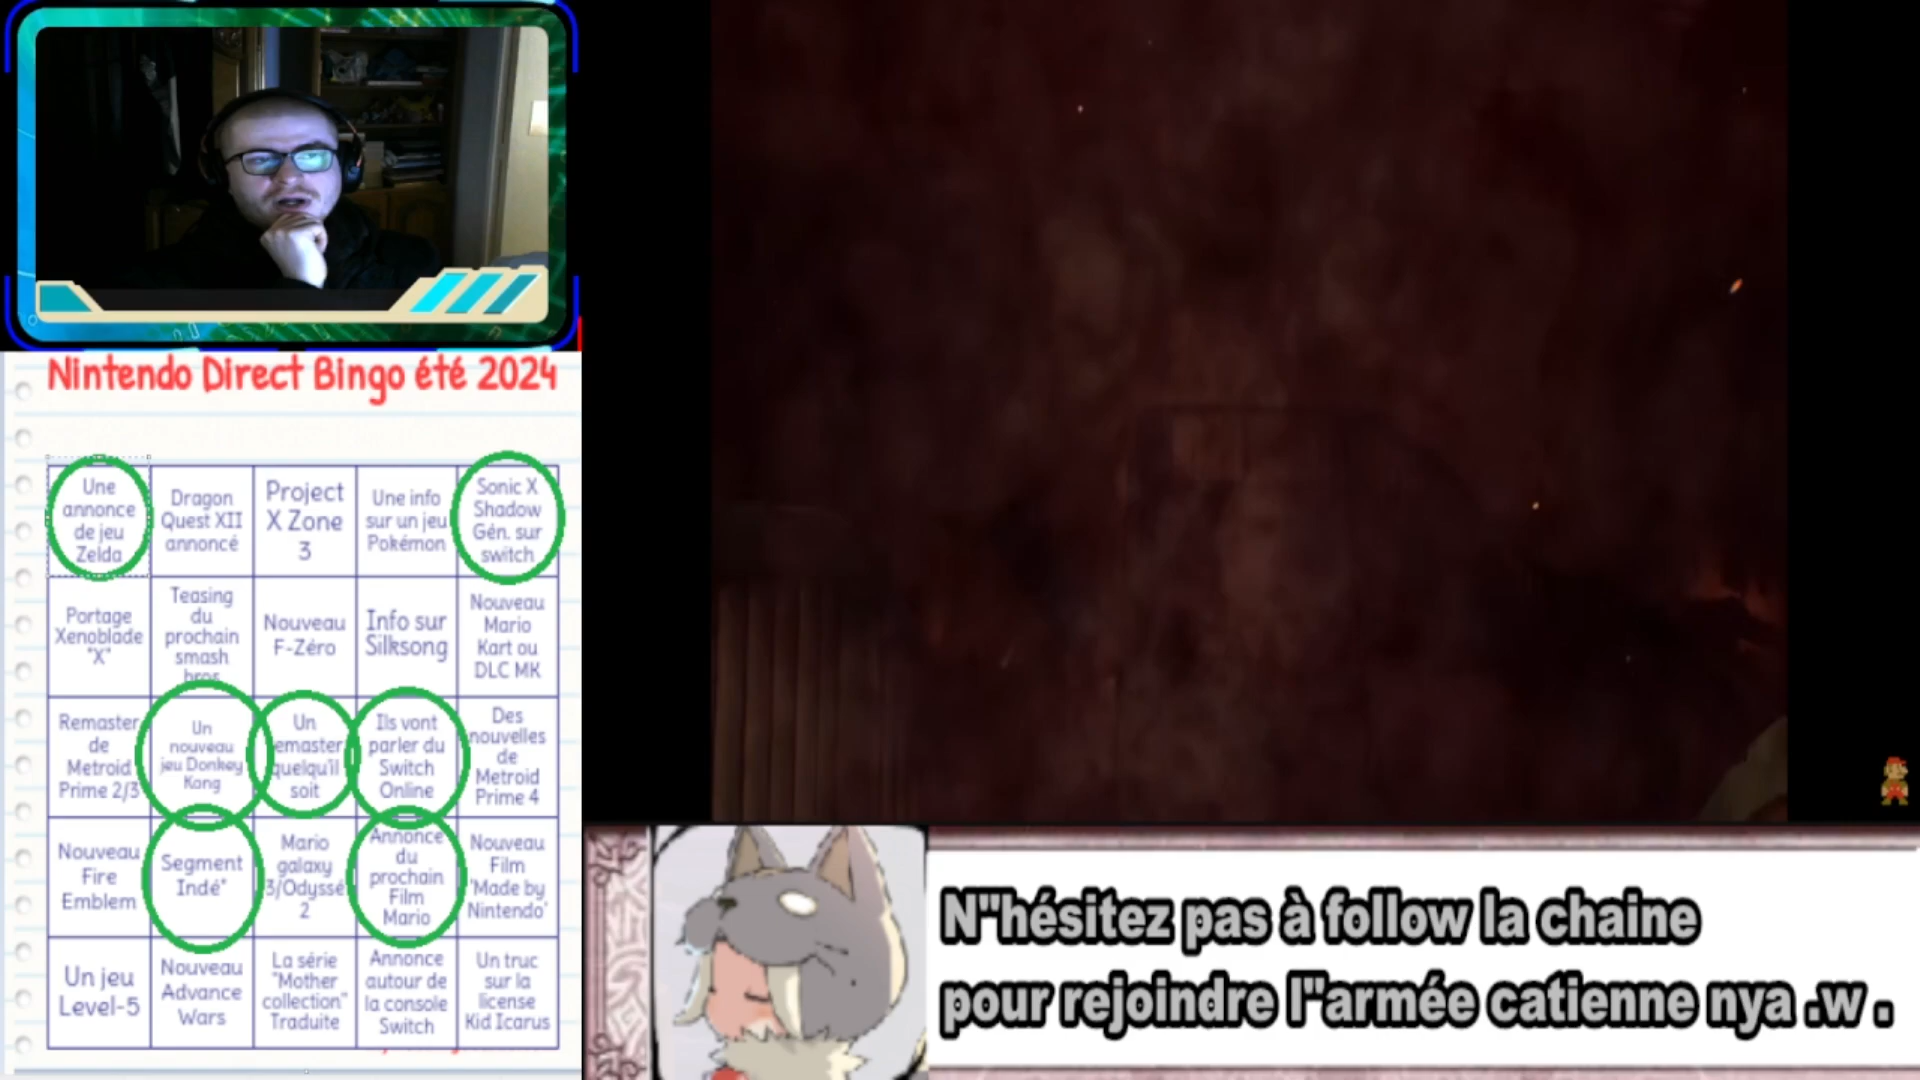 Nintendo Direct Bingo été 2024
Une
annonce
de jeu
Zelda
Dragon
Quest XII
annoncé
Project
X Zone
3
Une info
sur un jeu
Pokémon
Sonic X
Shadow
Gén. sur
switch
Portage
Xenoblade
"X"
Teasing
du
prochain
smash
bros
Nouveau
F-Zéro
Info sur
Silksong
Nouveau
Mario
Kart ou
DLC MK
Remaster
de
Metroid
Prime 2/3
Un
nouveau
jeu Donkey
Kong
Un
emaster
quelqu'il
soit
Ils vont
parler du
Switch
Online
Des
nouvelles
de
Metroid
Prime 4
Nouveau
Fire
Emblem
Segment
Indé"
Mario
galaxy
3/Odyssé
2
Annonce
du
prochain
Film
Mario
Nouveau
Film
"Made by
Nintendo"
Un jeu
Level-5
Nouveau
Advance
Wars
La série
"Mother
collection"
Traduite
Annonce
autour de
la console
Switch
Un truc
sur la
license
Kid Icarus
N"hésitez pas à follow la chaine
pour rejoindre l"armée catienne nya .w .